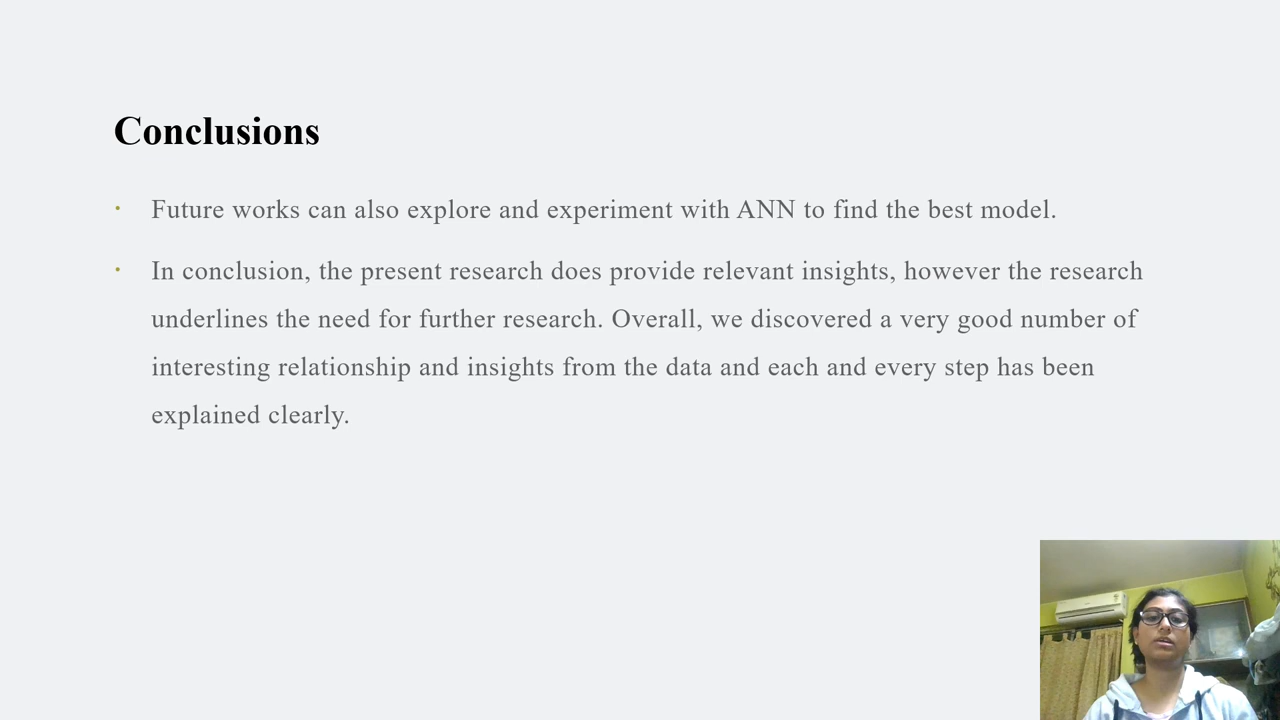 Conclusions
Future works can also explore and experiment with ANN to find the best model.
In conclusion, the present research does provide relevant insights, however the research
underlines the need for further research. Overall, we discovered a very good number of
interesting relationship and insights from the data and each and every step has been
explained clearly.